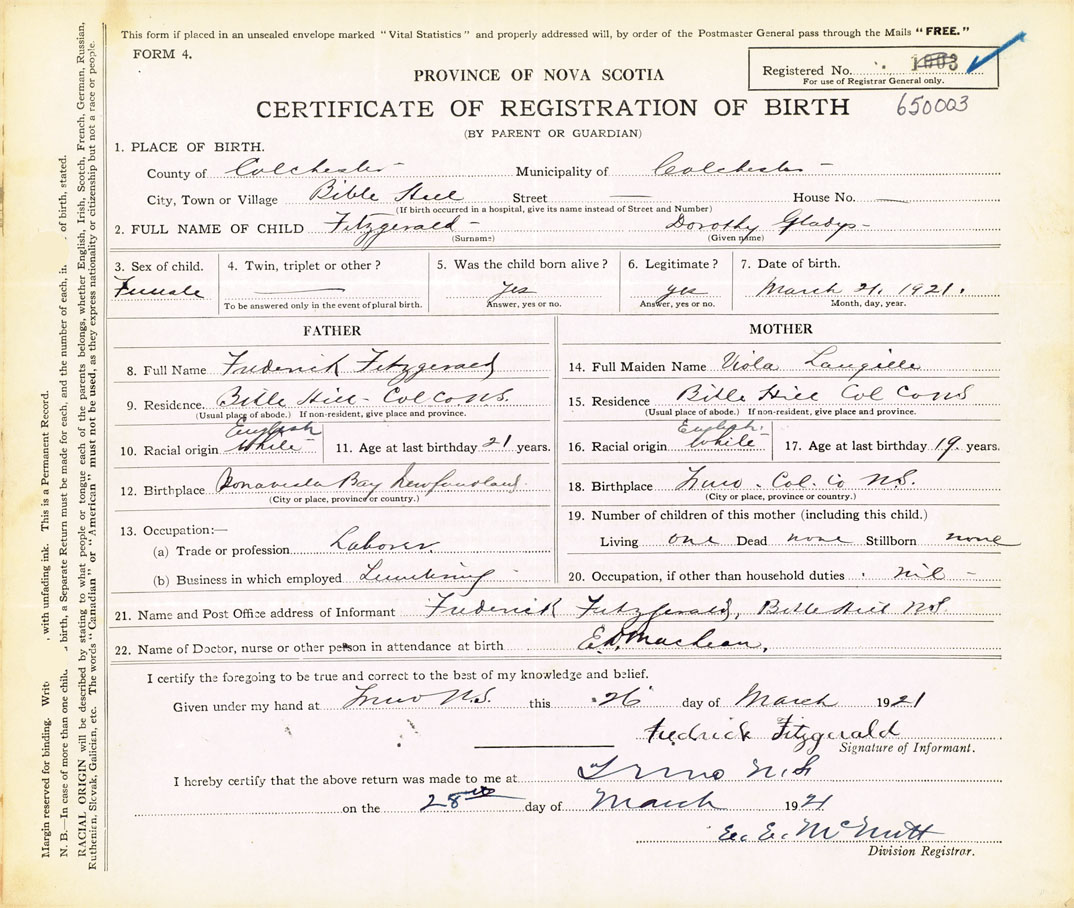 This form if placed in an unsealed envelope marked "Vital Statistics" and properly addressed will, by order of the Postmaster General pass through the Mails "FREE."
FORM 4.
Registered No. 1003
For use of Registrar General only.
PROVINCE OF NOVA SCOTIA
CERTIFICATE OF REGISTRATION OF BIRTH 650003
(BY PARENT OR GUARDIAN)
1. PLACE OF BIRTH.
County of Colchester Municipality of Colchester
City, Town or Village Bible Hill Street — House No. —
(If birth occurred in a hospital, give its name instead of Street and Number)
2. FULL NAME OF CHILD Fitzgerald - Dorothy Gladys -
(Surname) (Given name)
3. Sex of child. 4. Twin, triplet or other? 5. Was the child born alive? 6. Legitimate? 7. Date of birth.
Female — yes yes March 21, 1921.
To be answered only in the event of plural birth. Answer, yes or no. Answer, yes or no. Month, day, year.
FATHER
8. Full Name Frederick Fitzgerald
9. Residence. Bible Hill - Col Co N.S.
(Usual place of abode.) If non-resident, give place and province.
English
10. Racial origin White 11. Age at last birthday 21 years.
12. Birthplace Bonavista Bay Newfoundland
(City or place, province or country.)
13. Occupation:—
(a) Trade or profession Laborer
(b) Business in which employed Lumbering
MOTHER
14. Full Maiden Name Viola Langille
15. Residence Bible Hill Col Co N S
(Usual place of abode.) If non-resident, give place and province.
English
16. Racial origin White 17. Age at last birthday 19 years.
18. Birthplace Truro - Col. Co N.S.
(City or place, province or country.)
19. Number of children of this mother (including this child.)
Living one Dead none Stillborn none
20. Occupation, if other than household duties nil -
21. Name and Post Office address of Informant Frederick Fitzgerald, Bible Hill N.S
22. Name of Doctor, nurse or other person in attendance at birth E.D. MacLean,
I certify the foregoing to be true and correct to the best of my knowledge and belief.
Given under my hand at Truro N.S. this 26 day of March 1921
Fredrick Fitzgerald
Signature of Informant.
I hereby certify that the above return was made to me at Truro N.S
on the 28th day of March 1921
McNutt
Division Registrar.
Margin reserved for binding. Writ , with unfading ink. This is a Permanent Record.
N. B.—In case of more than one chil , birth, a Separate Return must be made for each, and the number of each, i of birth, stated.
RACIAL ORIGIN will be described by stating to what people or tongue each of the parents belongs, whether English, Irish, Scotch, French, German, Russian,
Ruthenian, Slovak, Galician, etc. The words "Canadian" or "American" must not be used, as they express nationality or citizenship but not a race or people.